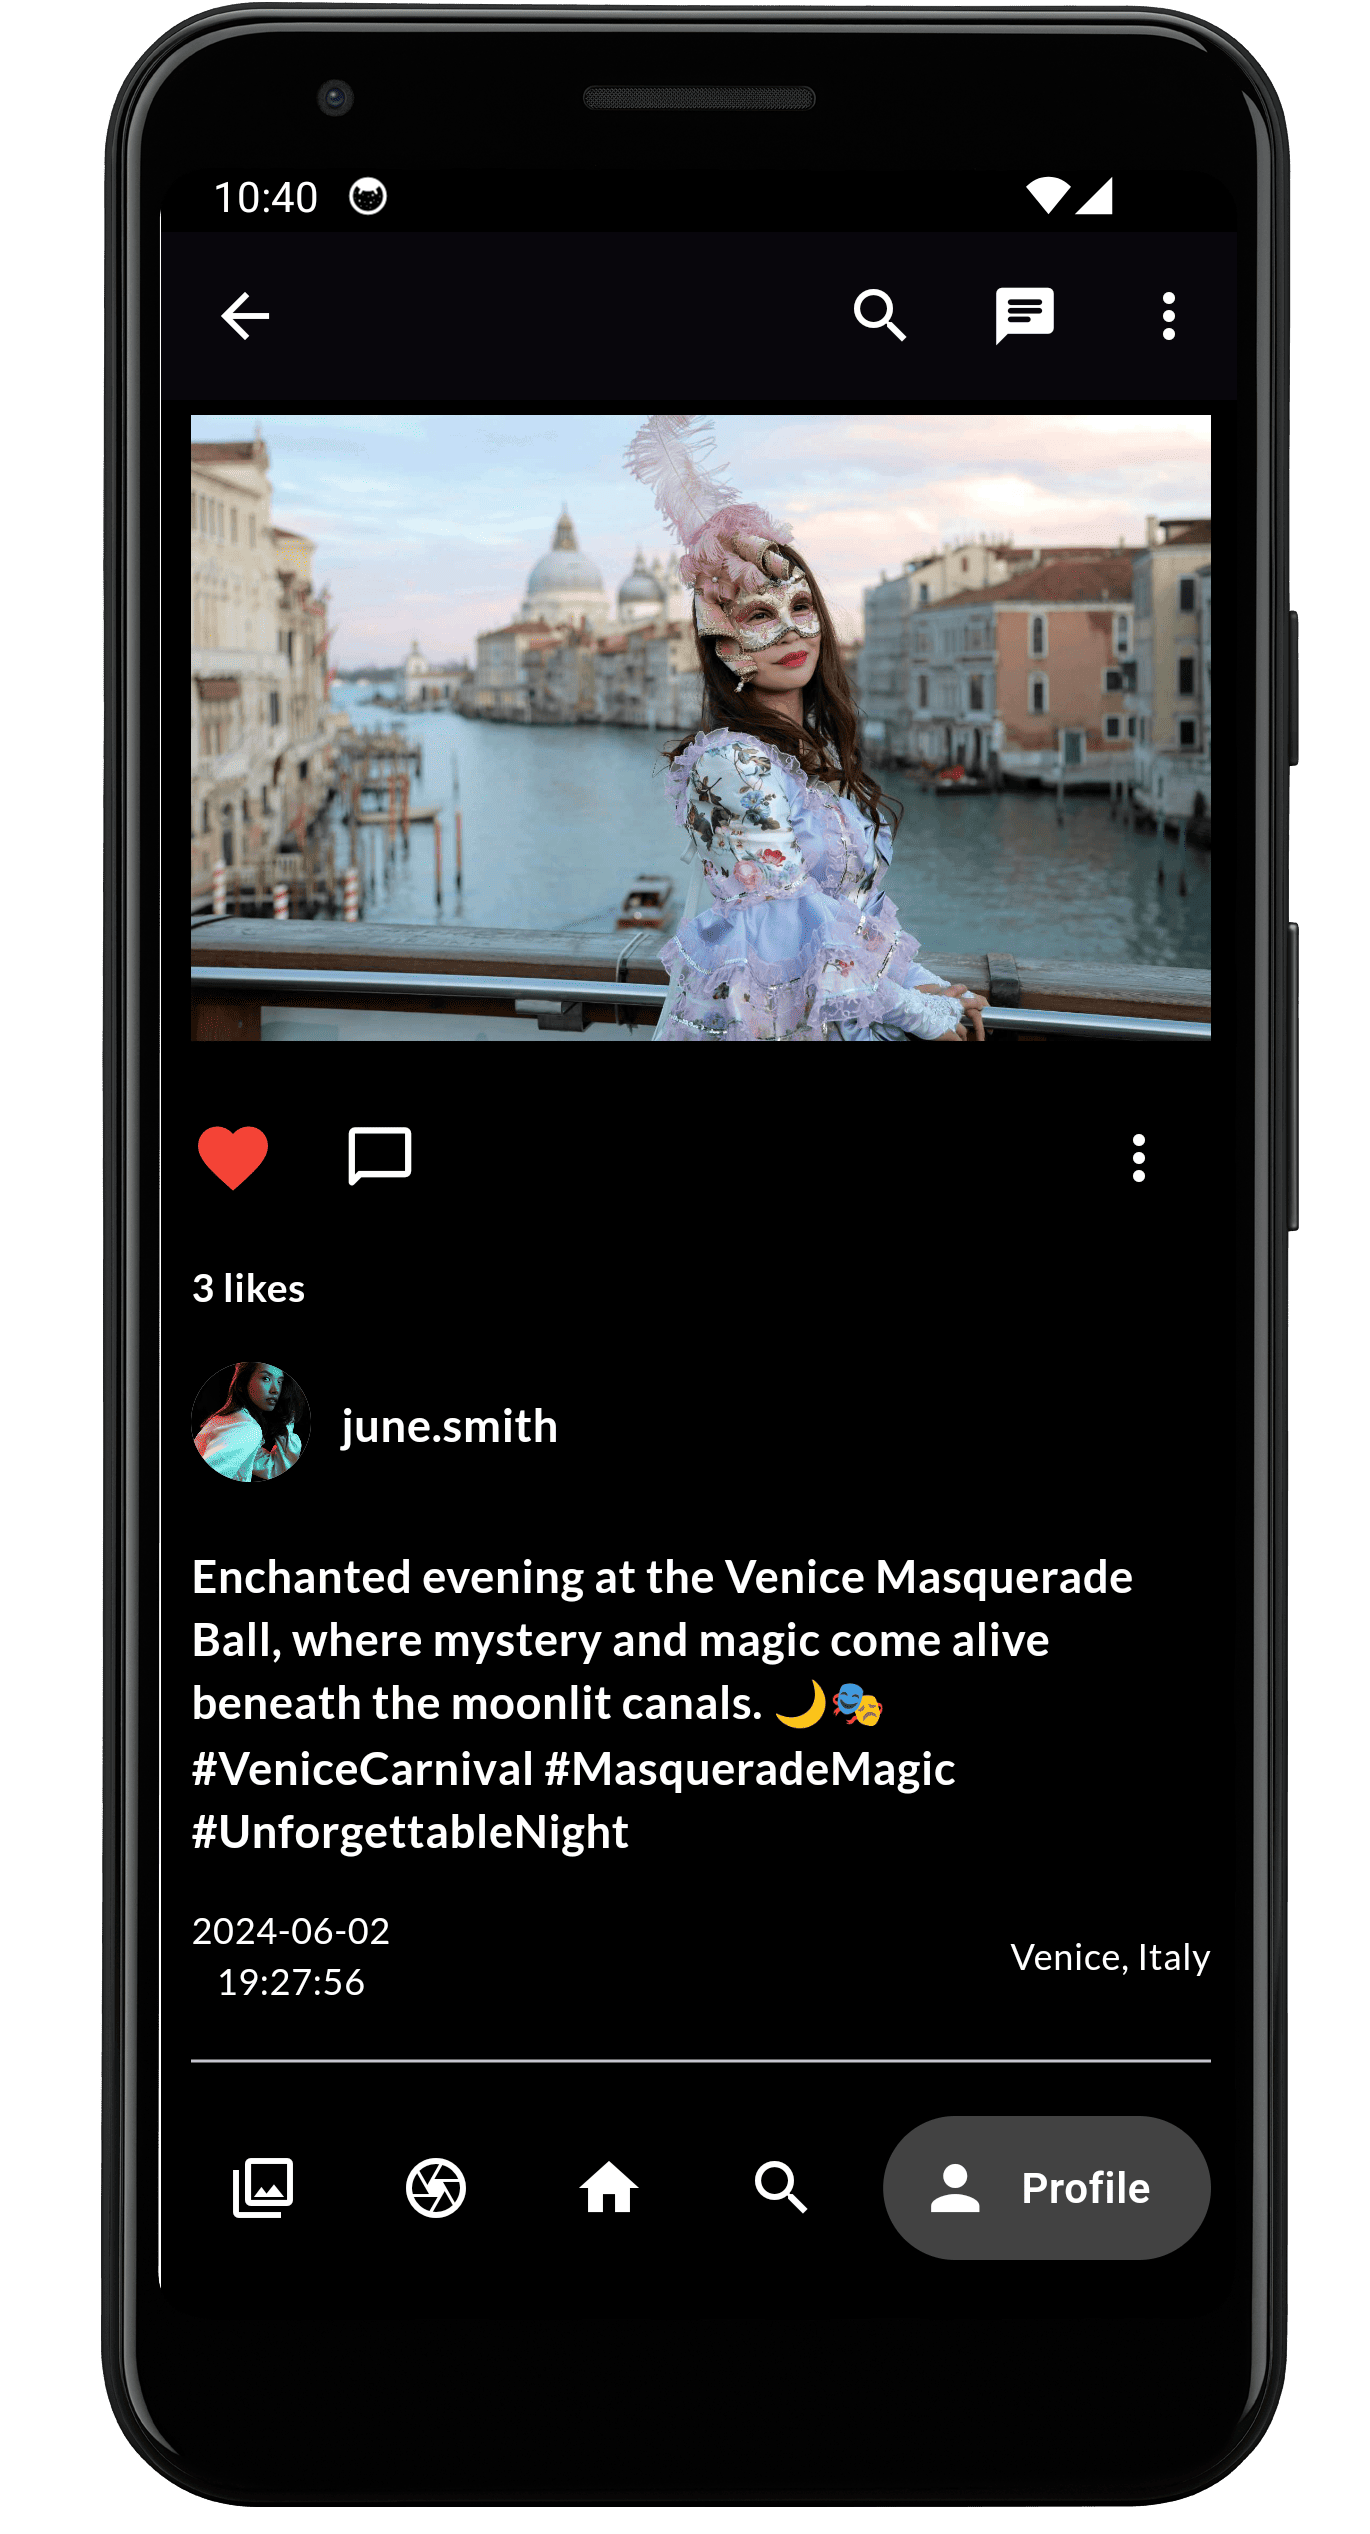 10:40
3 likes
june.smith
Enchanted evening at the Venice Masquerade
Ball, where mystery and magic come alive
beneath the moonlit canals. 🌙🎭
#VeniceCarnival #MasqueradeMagic
#UnforgettableNight
2024-06-02
19:27:56
Venice, Italy
Profile